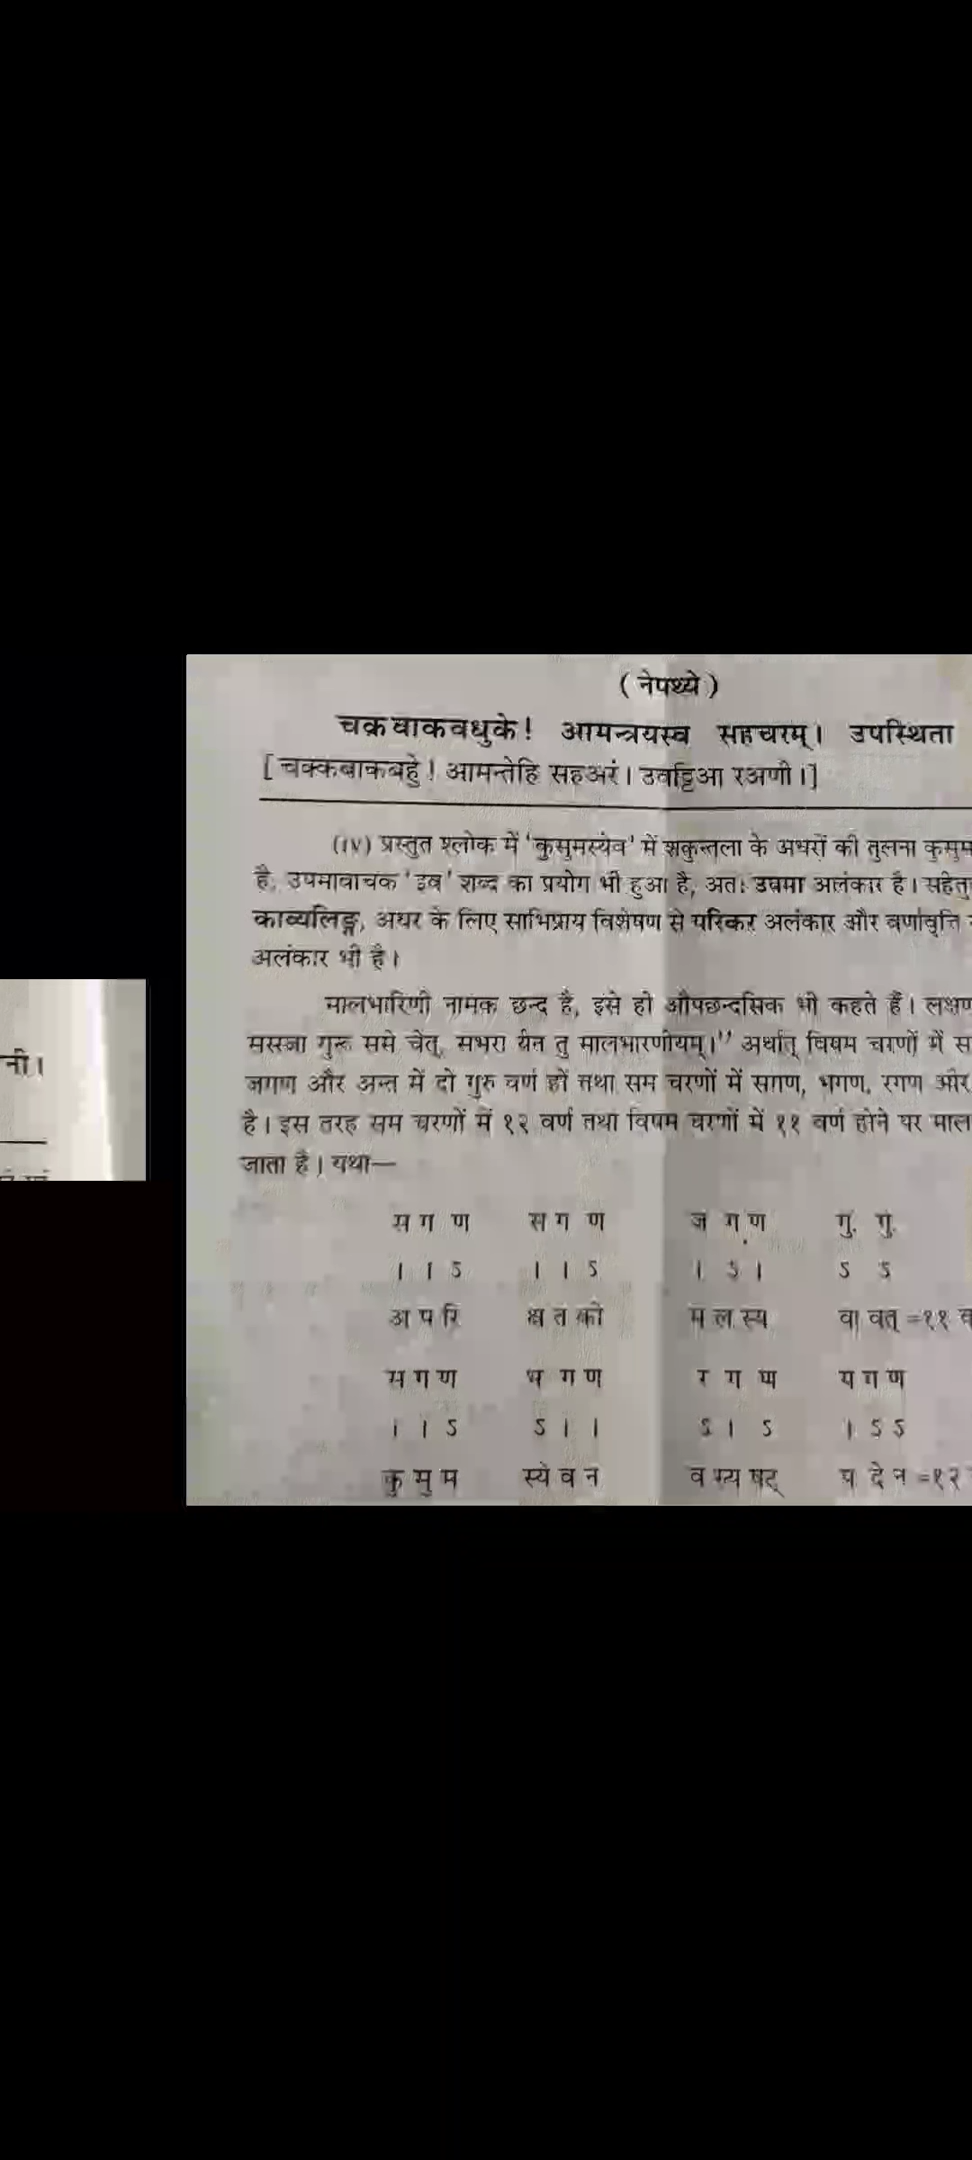 (नेपथ्ये)
चक्रवाकवधुके! आमन्त्रयस्व सहचरम्। उपस्थिता
[चक्कबाकबहुे! आमन्तेहि सहअरं। उवट्ठिआ रअणी।]
(iv) प्रस्तुत श्लोक में 'कुसुमस्येव' में शकुन्तला के अधरों की तुलना कुसुम
है, उपमावाचक 'इव' शब्द का प्रयोग भी हुआ है, अतः उपमा अलंकार है। सहेतु
काव्यलिङ्ग, अधर के लिए साभिप्राय विशेषण से परिकर अलंकार और वर्णावृत्ति
अलंकार भी है।
नी।
मालभारिणी नामक छन्द है, इसे ही औपछन्दसिक भी कहते हैं। लक्षण
ससजा गुरू समे चेत्, सभरा येन तु मालभारणीयम्।'' अर्थात् विषम चरणों में स
जगण और अन्त में दो गुरु वर्ण हों तथा सम चरणों में सगण, भगण, रगण और
है। इस तरह सम चरणों में १२ वर्ण तथा विषम चरणों में ११ वर्ण होने पर माल
जाता है। यथा—
स ग ण स ग ण ज ग ण गु. गु.
। । ऽ । । ऽ । ऽ । ऽ ऽ
अ प रि क्ष त को म ल स्य वा वत् =११ व
स ग ण भ ग ण र ग ण य ग ण
। । ऽ ऽ । । ऽ । ऽ । ऽ ऽ
कु सु म स्ये व न व स्य षट् प दे न =१२